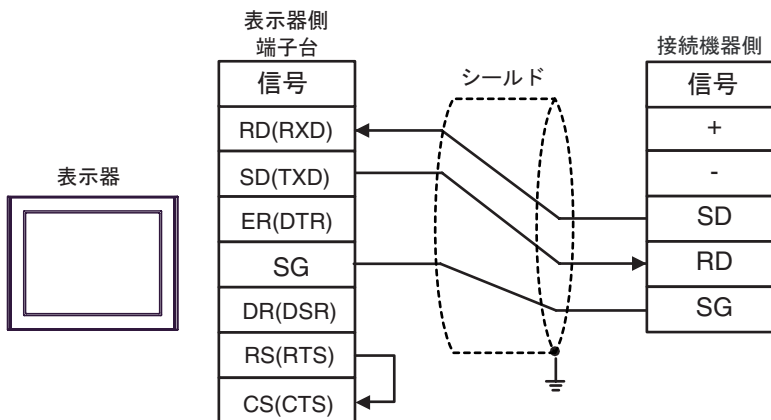 表示器側
端子台
信号
RD(RXD)
SD(TXD)
ER(DTR)
SG
DR(DSR)
RS(RTS)
CS(CTS)
表示器
シールド
接続機器側
信号
+
-
SD
RD
SG